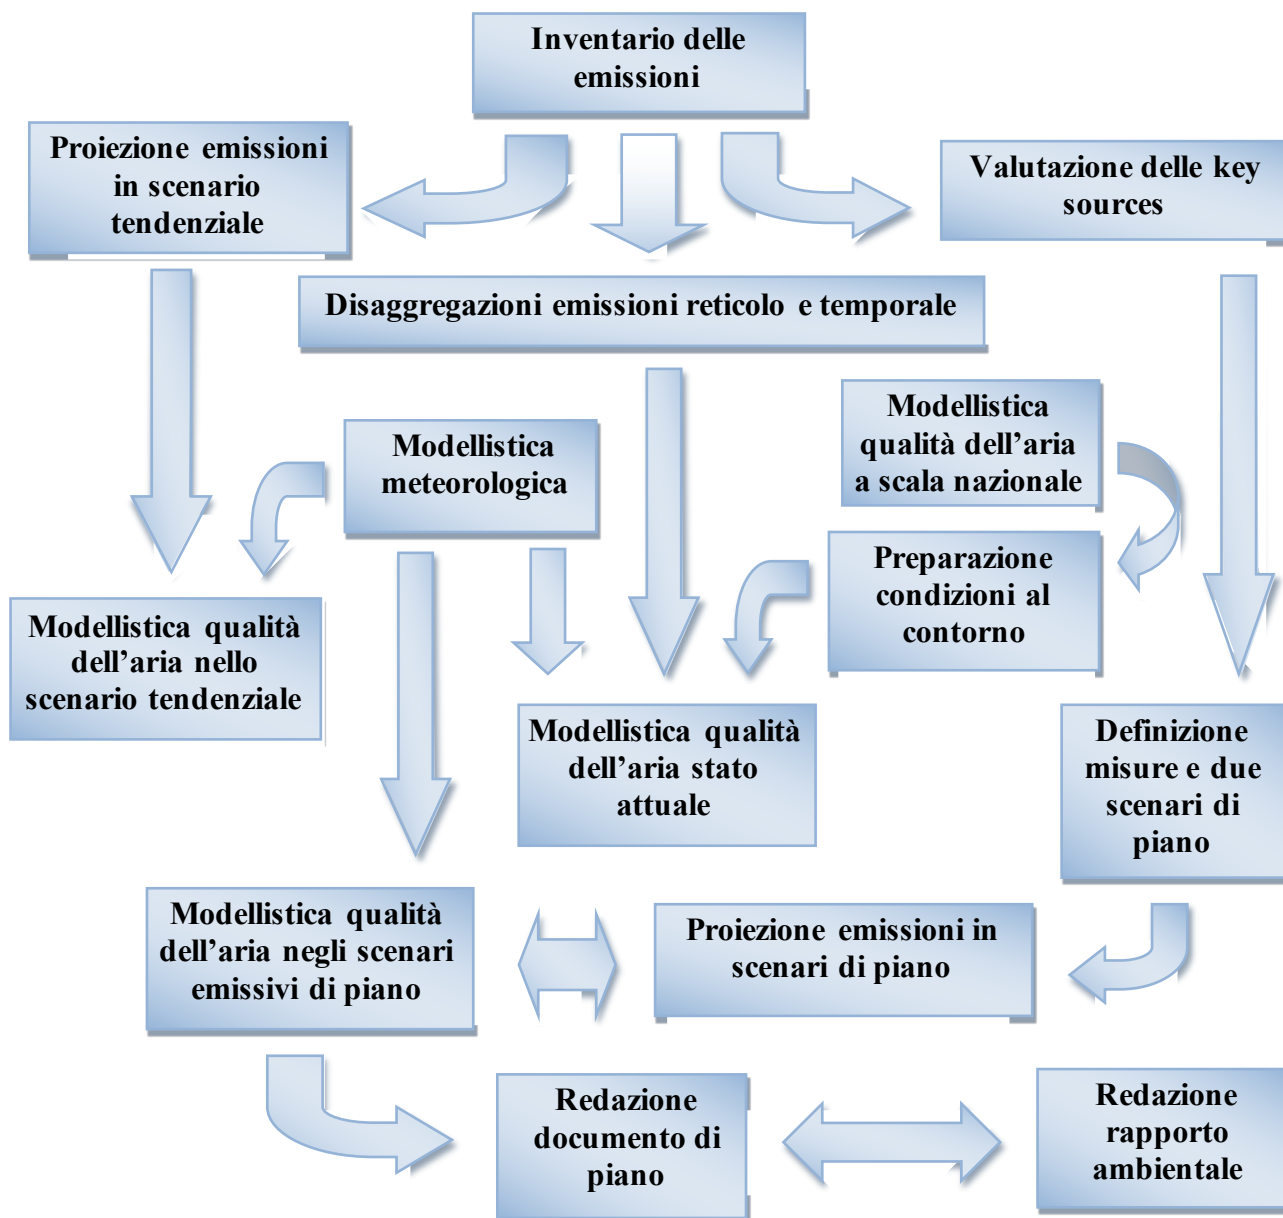 Inventario delle
emissioni
Proiezione emissioni
in scenario
tendenziale
Valutazione delle key
sources
Disaggregazioni emissioni reticolo e temporale
Modellistica
meteorologica
Modellistica
qualità dell’aria
a scala nazionale
Preparazione
condizioni al
contorno
Modellistica qualità
dell’aria nello
scenario tendenziale
Modellistica qualità
dell’aria stato
attuale
Definizione
misure e due
scenari di
piano
Modellistica qualità
dell’aria negli scenari
emissivi di piano
Proiezione emissioni in
scenari di piano
Redazione
documento di
piano
Redazione
rapporto
ambientale